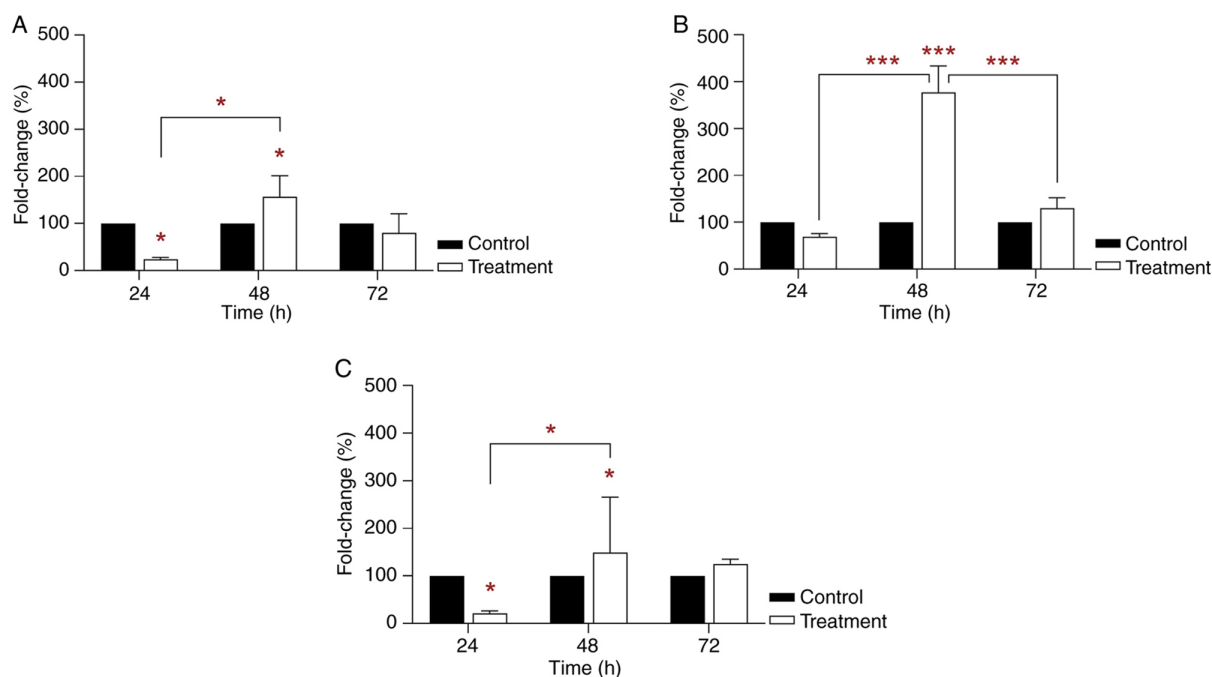 A
Fold-change (%)
500
400
300
200
100
0
*
*
*
24
48
72
Time (h)
Control
Treatment
B
Fold-change (%)
500
400
300
200
100
0
***
***
***
24
48
72
Time (h)
Control
Treatment
C
Fold-change (%)
500
400
300
200
100
0
*
*
*
24
48
72
Time (h)
Control
Treatment